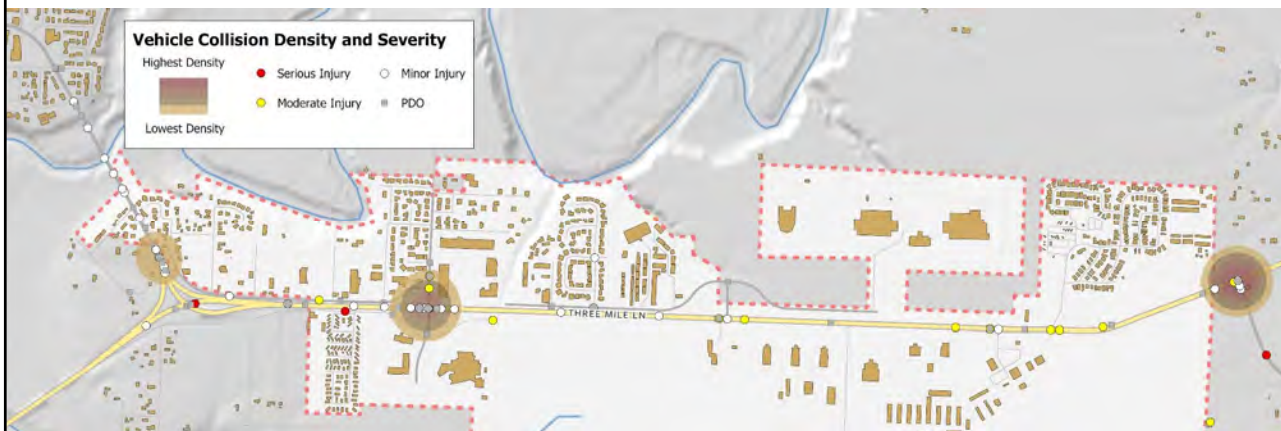 Vehicle Collision Density and Severity
Highest Density
Serious Injury
Minor Injury
Moderate Injury
PDO
Lowest Density
THREE MILE LN